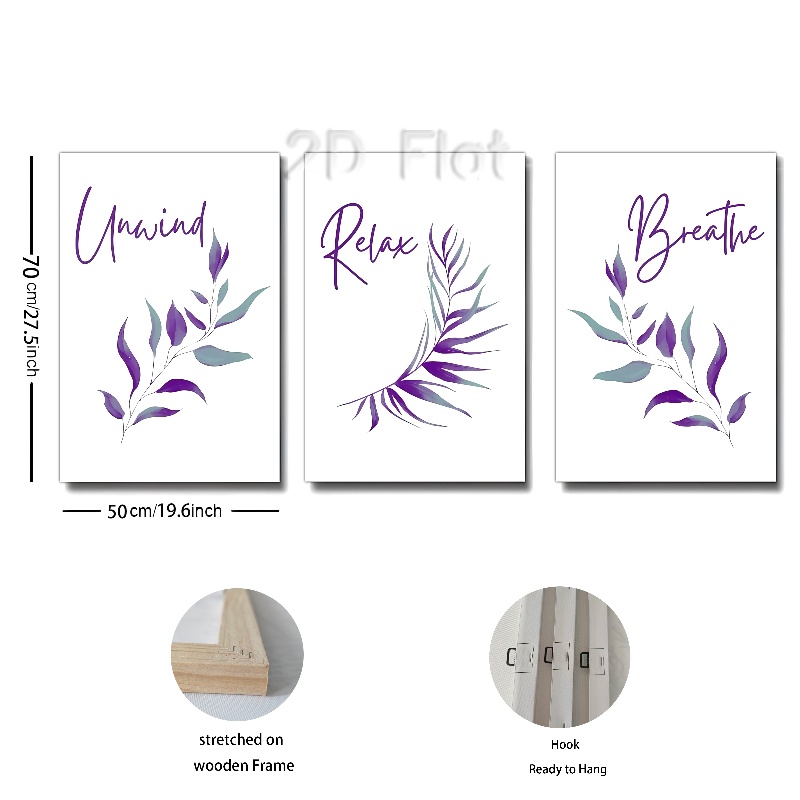 2D Flat
Unwind
Relax
Breathe
70 cm/27.5inch
50cm/19.6inch
stretched on
wooden Frame
Hook
Ready to Hang